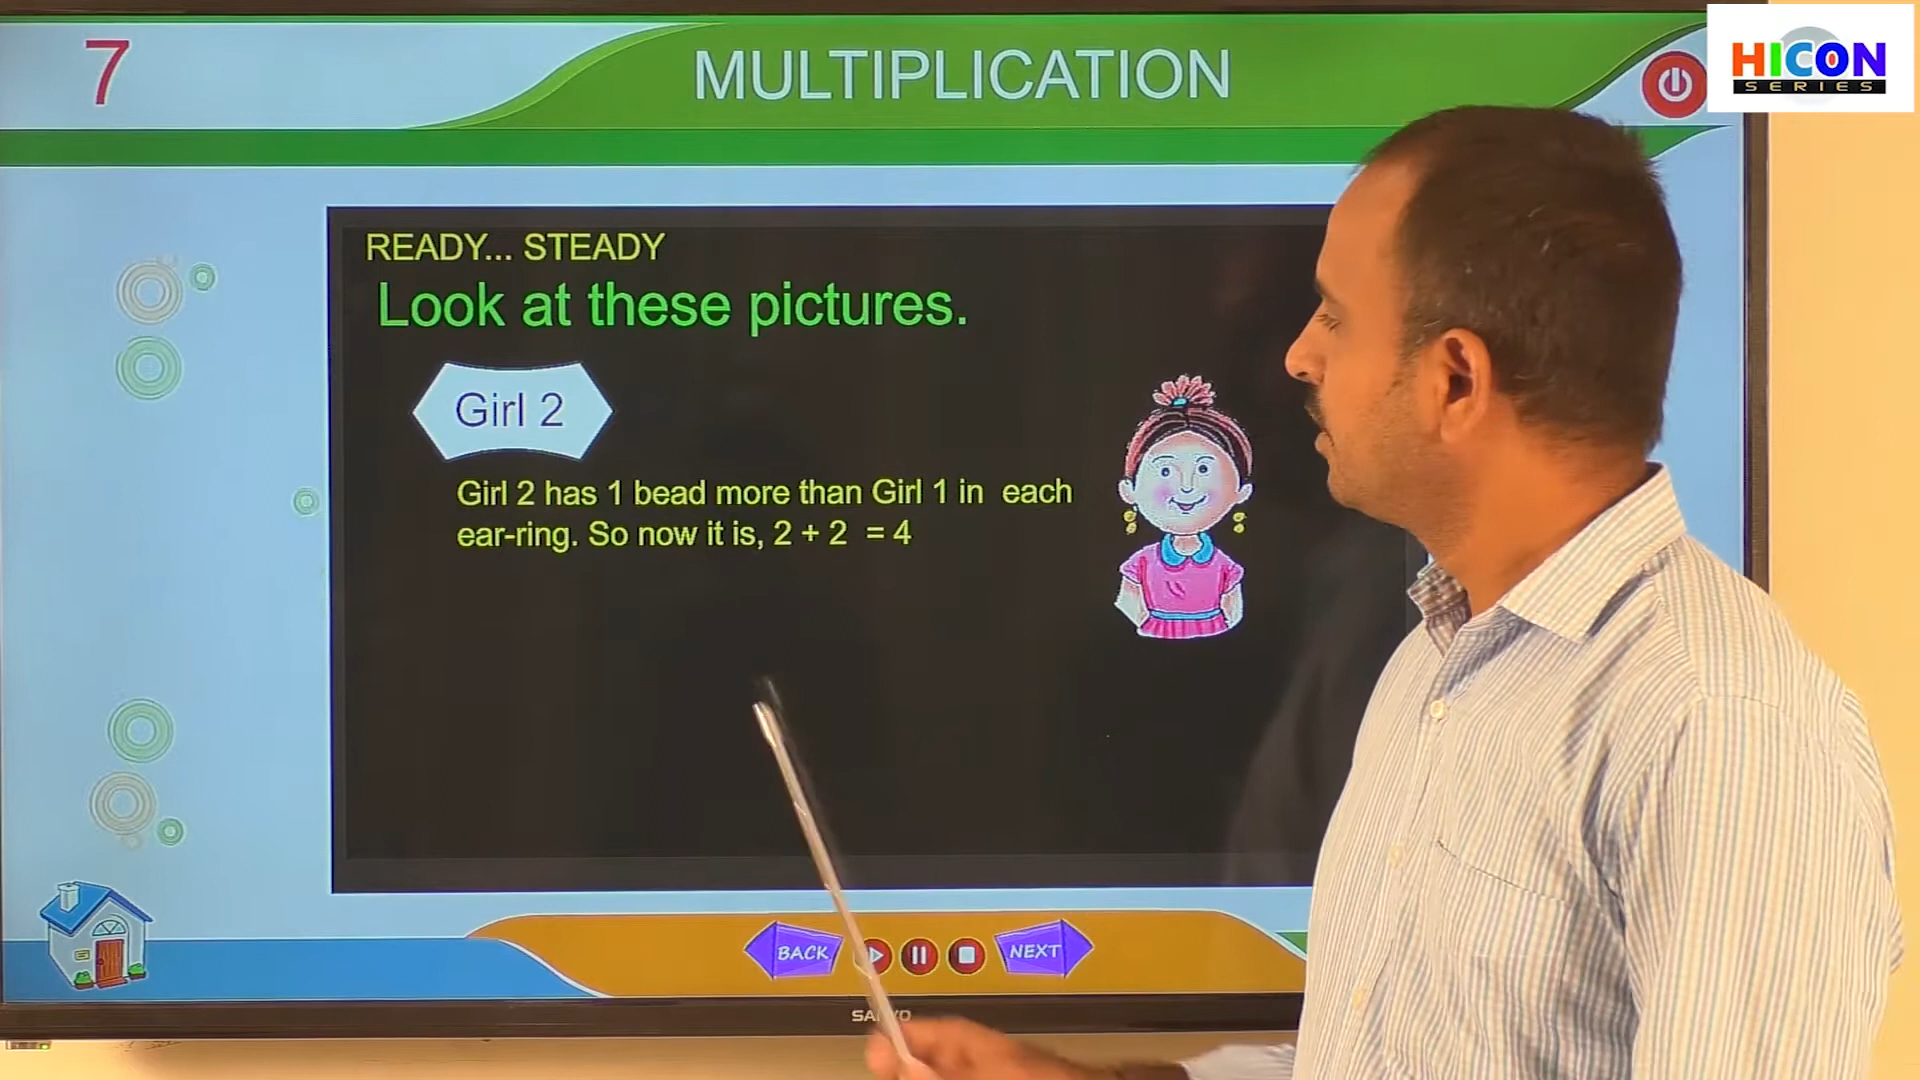 7
MULTIPLICATION
HICON
SERIES
READY... STEADY
Look at these pictures.
Girl 2
Girl 2 has 1 bead more than Girl 1 in each
ear-ring. So now it is, 2 + 2 = 4
BACK
NEXT